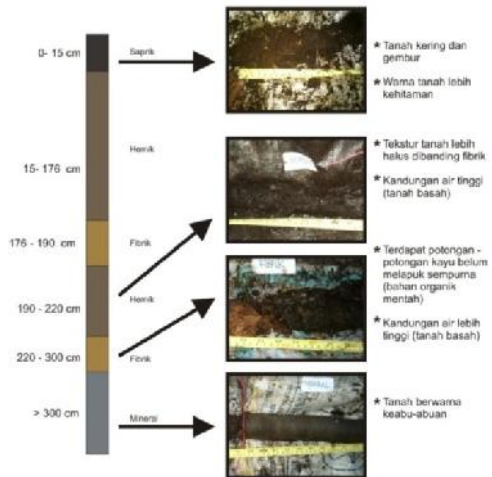 0- 15 cm
Saprik
* Tanah kering dan
gembur
* Warna tanah lebih
kehitaman
15- 176 cm
Hemik
* Tekstur tanah lebih
halus dibanding fibrik
* Kandungan air tinggi
(tanah basah)
176 - 190 cm
Fibrik
190 - 220 cm
Hemik
FIBRIK
* Terdapat potongan -
potongan kayu belum
melapuk sempurna
(bahan organik
mentah)
* Kandungan air lebih
tinggi (tanah basah)
220 - 300 cm
Fibrik
> 300 cm
Mineral
* Tanah berwarna
keabu-abuan